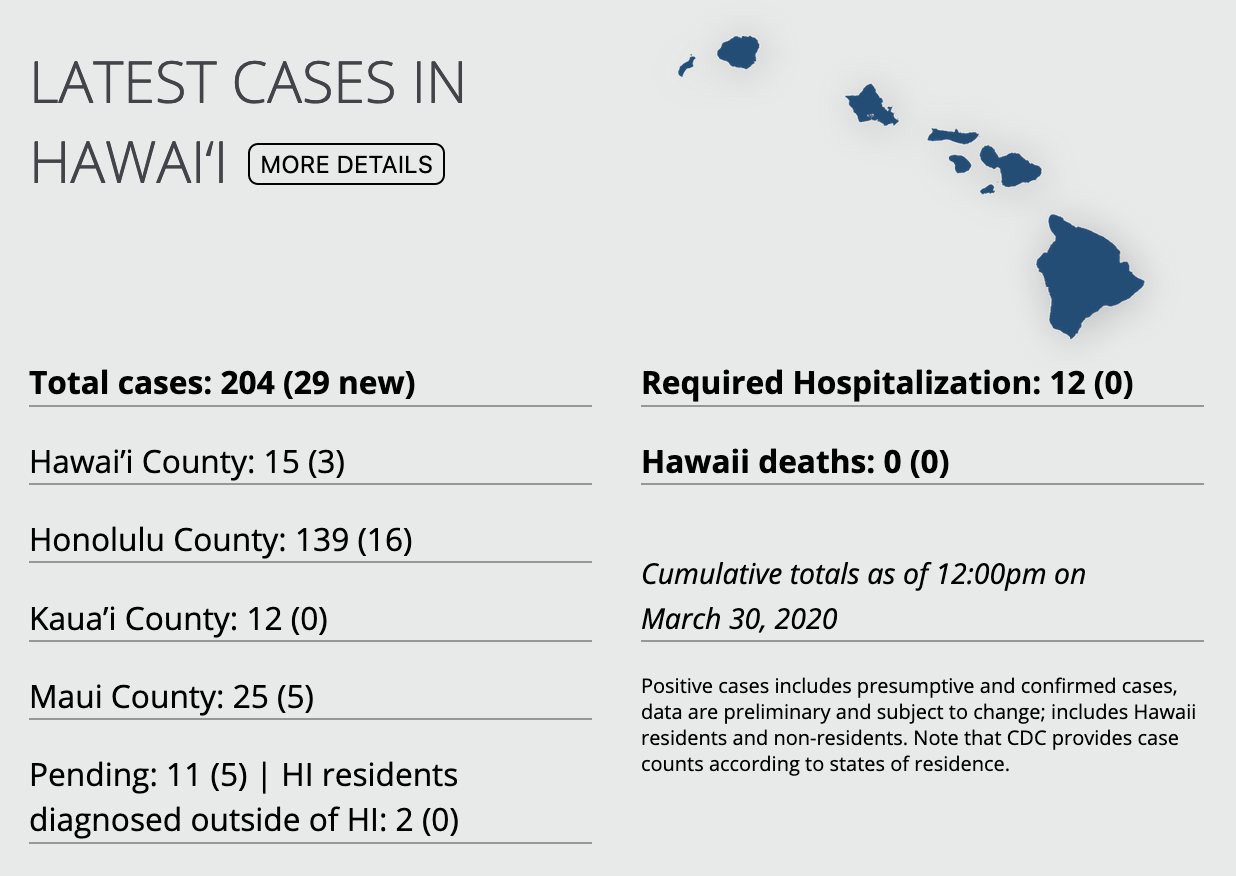 LATEST CASES IN
HAWAI‘I MORE DETAILS
Total cases: 204 (29 new)
Hawai’i County: 15 (3)
Honolulu County: 139 (16)
Kaua’i County: 12 (0)
Maui County: 25 (5)
Pending: 11 (5) | HI residents
diagnosed outside of HI: 2 (0)
Required Hospitalization: 12 (0)
Hawaii deaths: 0 (0)
Cumulative totals as of 12:00pm on
March 30, 2020
Positive cases includes presumptive and confirmed cases,
data are preliminary and subject to change; includes Hawaii
residents and non-residents. Note that CDC provides case
counts according to states of residence.